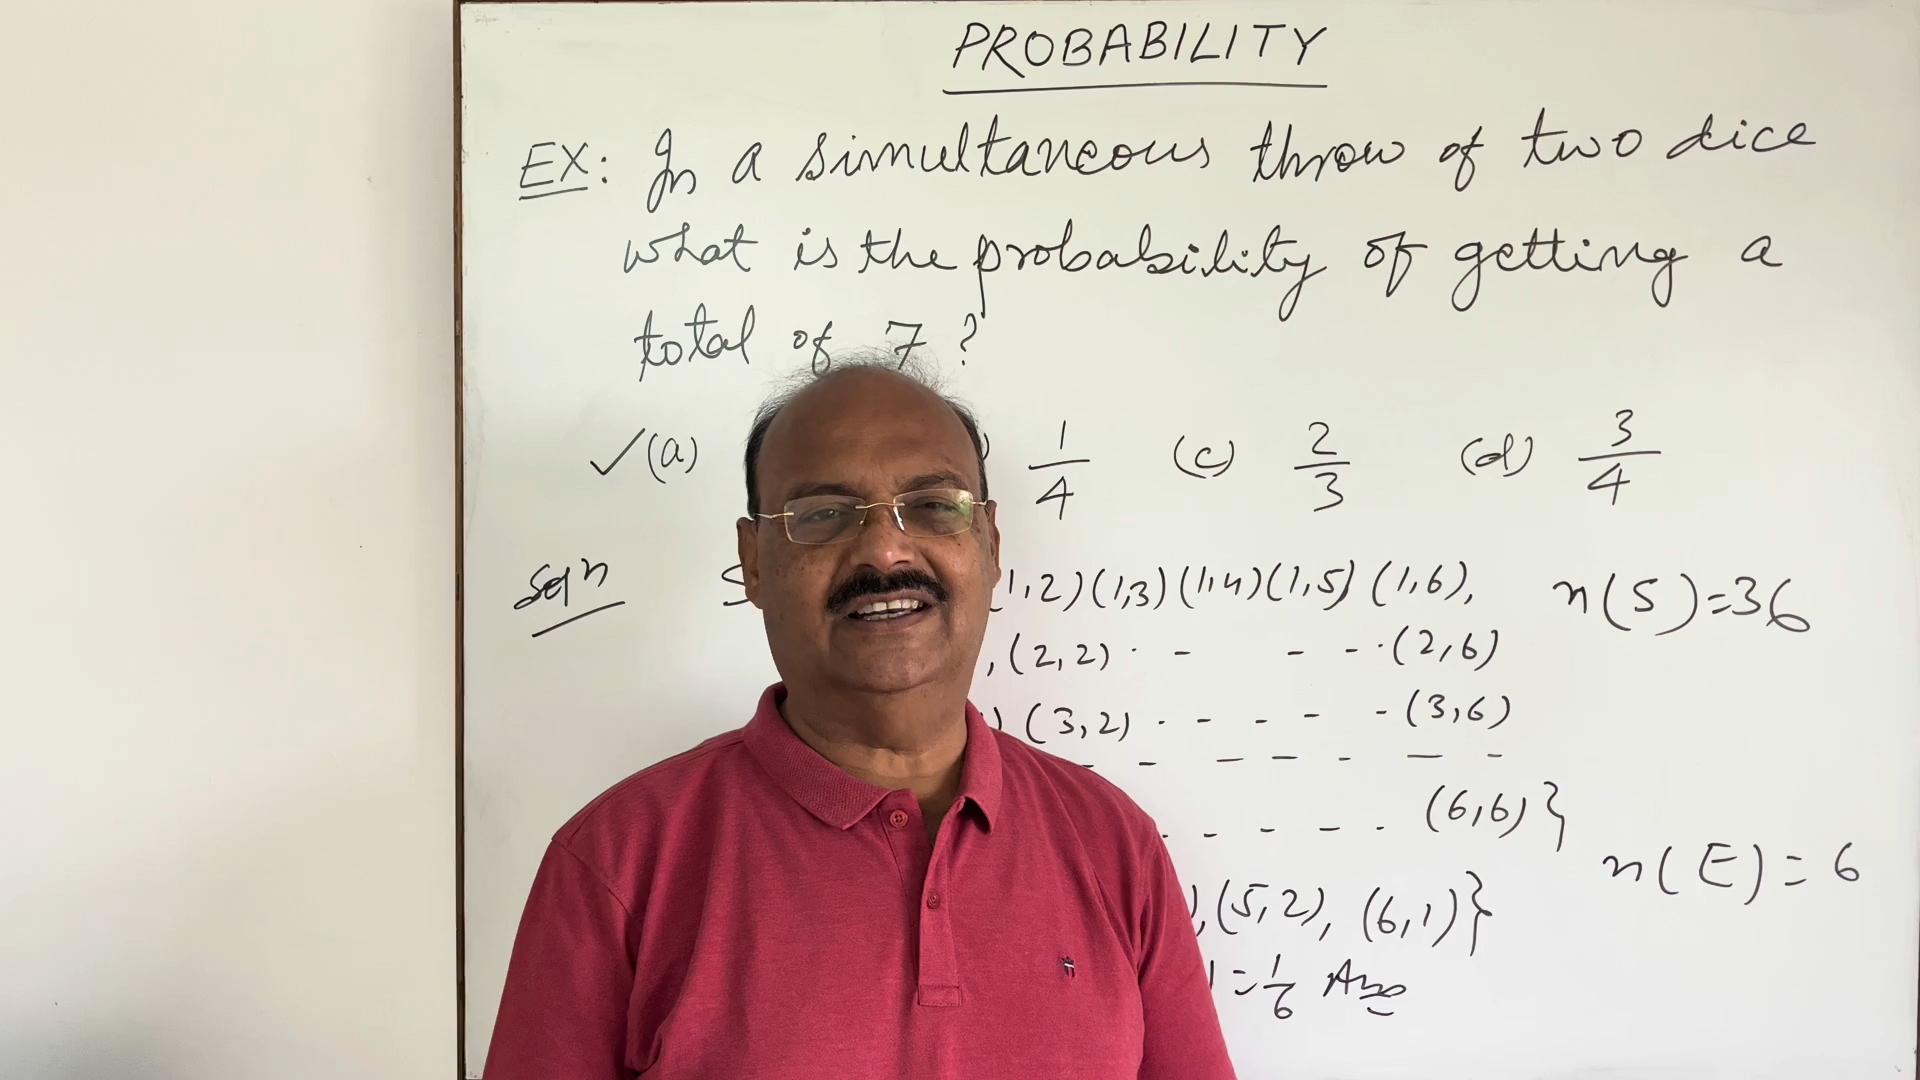 PROBABILITY
EX: In a simultaneous throw of two dice
what is the probability of getting a
total of 7 ?
✓(a) ) 1/4 (c) 2/3 (d) 3/4
Solⁿ S 1,2)(1,3)(1,4)(1,5)(1,6), n(S)=36
,(2,2) · - - - ·(2,6)
) (3,2) · - - - -(3,6)
- - — — - — -
· - - - · (6,6)}
n(E)=6
),(5,2), (6,1)}
=1/6 Ans